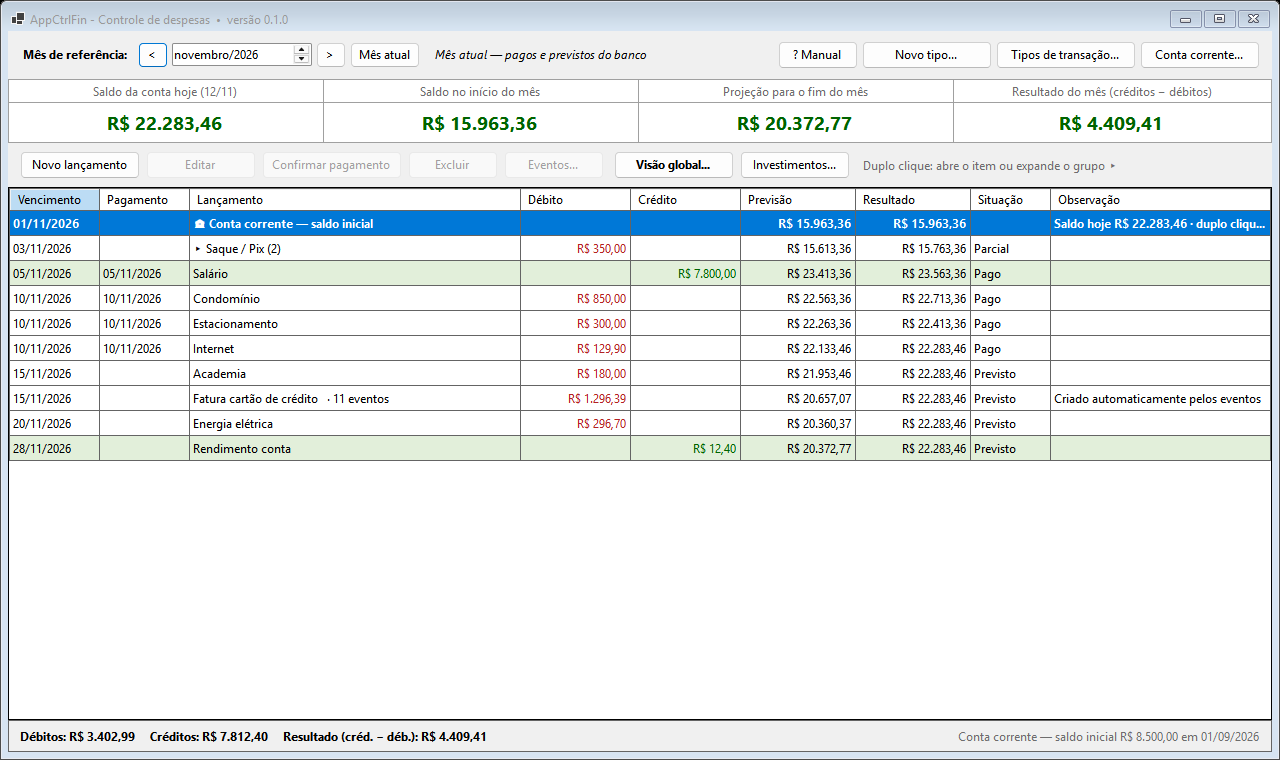 AppCtrlFin - Controle de despesas • versão 0.1.0
Mês de referência: < novembro/2026 > Mês atual Mês atual — pagos e previstos do banco ? Manual Novo tipo... Tipos de transação... Conta corrente...
Saldo da conta hoje (12/11) Saldo no início do mês Projeção para o fim do mês Resultado do mês (créditos − débitos)
R$ 22.283,46 R$ 15.963,36 R$ 20.372,77 R$ 4.409,41
Novo lançamento Editar Confirmar pagamento Excluir Eventos... Visão global... Investimentos... Duplo clique: abre o item ou expande o grupo ▸
Vencimento Pagamento Lançamento Débito Crédito Previsão Resultado Situação Observação
01/11/2026 Conta corrente — saldo inicial R$ 15.963,36 R$ 15.963,36 Saldo hoje R$ 22.283,46 · duplo cliqu...
03/11/2026 ▸ Saque / Pix (2) R$ 350,00 R$ 15.613,36 R$ 15.763,36 Parcial
05/11/2026 05/11/2026 Salário R$ 7.800,00 R$ 23.413,36 R$ 23.563,36 Pago
10/11/2026 10/11/2026 Condomínio R$ 850,00 R$ 22.563,36 R$ 22.713,36 Pago
10/11/2026 10/11/2026 Estacionamento R$ 300,00 R$ 22.263,36 R$ 22.413,36 Pago
10/11/2026 10/11/2026 Internet R$ 129,90 R$ 22.133,46 R$ 22.283,46 Pago
15/11/2026 Academia R$ 180,00 R$ 21.953,46 R$ 22.283,46 Previsto
15/11/2026 Fatura cartão de crédito · 11 eventos R$ 1.296,39 R$ 20.657,07 R$ 22.283,46 Previsto Criado automaticamente pelos eventos
20/11/2026 Energia elétrica R$ 296,70 R$ 20.360,37 R$ 22.283,46 Previsto
28/11/2026 Rendimento conta R$ 12,40 R$ 20.372,77 R$ 22.283,46 Previsto
Débitos: R$ 3.402,99 Créditos: R$ 7.812,40 Resultado (créd. − déb.): R$ 4.409,41 Conta corrente — saldo inicial R$ 8.500,00 em 01/09/2026